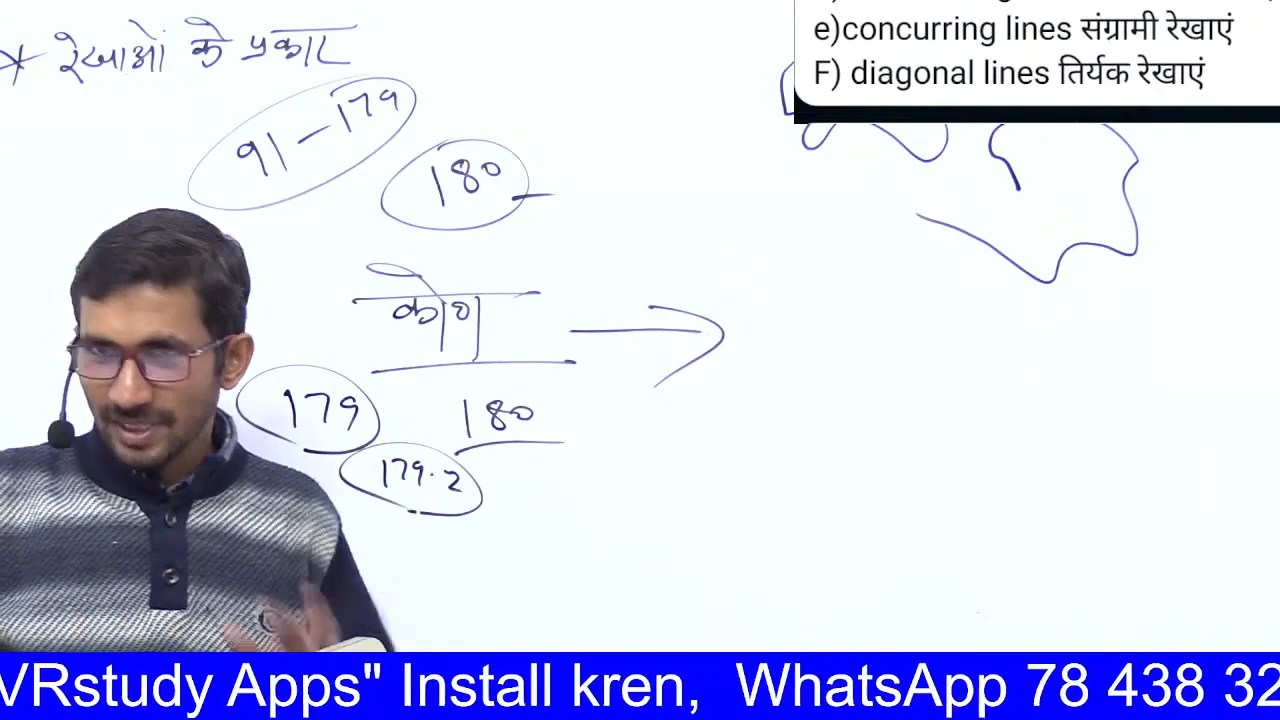 * रेखाओं के प्रकार
e)concurring lines संग्रामी रेखाएं
F) diagonal lines तिर्यक रेखाएं
91-179
180
कोण
179
180
179.2
VRstudy Apps" Install kren, WhatsApp 78 438 32